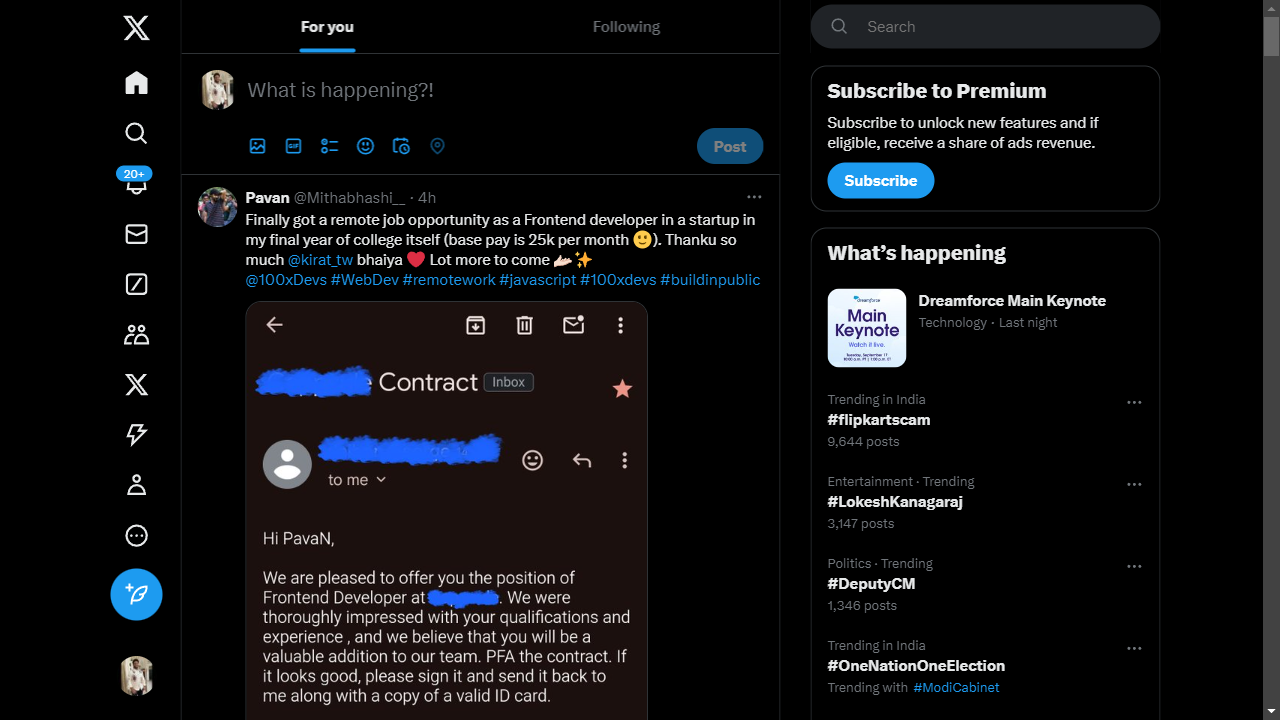 For you
Following
What is happening?!
GIF
Post
20+
Pavan @Mithabhashi__ · 4h
Finally got a remote job opportunity as a Frontend developer in a startup in
my final year of college itself (base pay is 25k per month 🙂). Thanku so
much @kirat_tw bhaiya ❤️ Lot more to come 🤌🏻✨
@100xDevs #WebDev #remotework #javascript #100xdevs #buildinpublic
Contract Inbox
to me
Hi PavaN,
We are pleased to offer you the position of
Frontend Developer at . We were
thoroughly impressed with your qualifications and
experience , and we believe that you will be a
valuable addition to our team. PFA the contract. If
it looks good, please sign it and send it back to
me along with a copy of a valid ID card.
Search
Subscribe to Premium
Subscribe to unlock new features and if
eligible, receive a share of ads revenue.
Subscribe
What's happening
Dreamforce
Main
Keynote
Watch it live.
Dreamforce Main Keynote
Technology · Last night
Trending in India
#flipkartscam
9,644 posts
Entertainment · Trending
#LokeshKanagaraj
3,147 posts
Politics · Trending
#DeputyCM
1,346 posts
Trending in India
#OneNationOneElection
Trending with #ModiCabinet